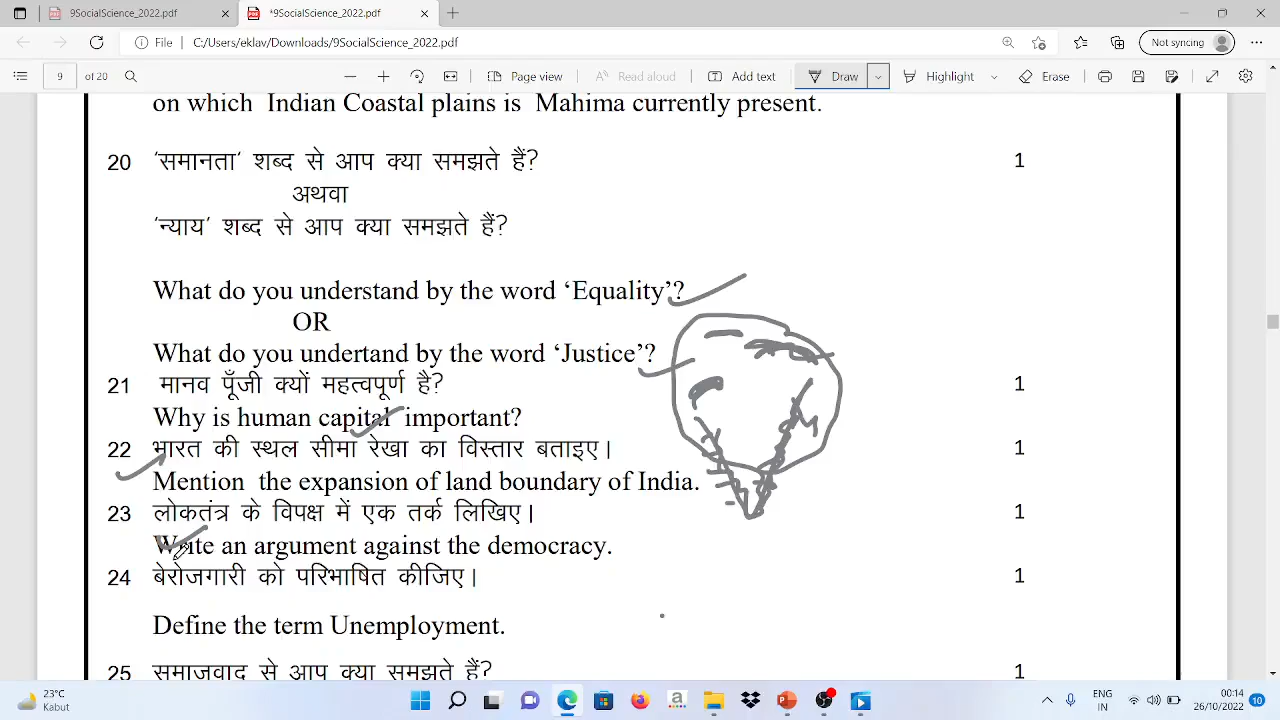 9SocialScience_2022.pdf
*9SocialScience_2022.pdf
File
C:/Users/eklav/Downloads/9SocialScience_2022.pdf
Not syncing
9 of 20
Page view
Read aloud
Add text
Draw
Highlight
Erase
on which Indian Coastal plains is Mahima currently present.
20 'समानता' शब्द से आप क्या समझते हैं? 1
अथवा
'न्याय' शब्द से आप क्या समझते हैं?
What do you understand by the word ‘Equality’?
OR
What do you undertand by the word ‘Justice’?
21 मानव पूँजी क्यों महत्वपूर्ण है? 1
Why is human capital important?
22 भारत की स्थल सीमा रेखा का विस्तार बताइए। 1
Mention the expansion of land boundary of India.
23 लोकतंत्र के विपक्ष में एक तर्क लिखिए। 1
Write an argument against the democracy.
24 बेरोजगारी को परिभाषित कीजिए। 1
Define the term Unemployment.
25 समाजवाद से आप क्या समझते हैं? 1
23°C
Kabut
ENG
IN
00:14
26/10/2022
10